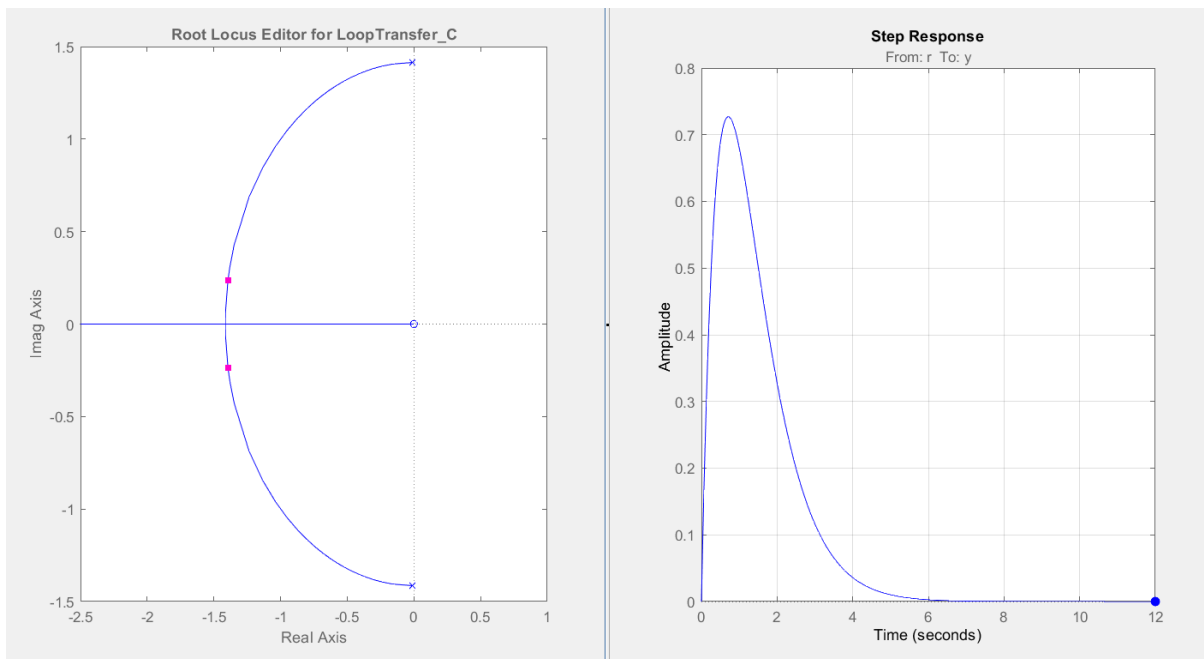 Root Locus Editor for LoopTransfer_C
1.5
1
0.5
0
-0.5
-1
-1.5
Imag Axis
-2.5 -2 -1.5 -1 -0.5 0 0.5 1
Real Axis
Step Response
From: r To: y
0.8
0.7
0.6
0.5
0.4
0.3
0.2
0.1
0
Amplitude
0 2 4 6 8 10 12
Time (seconds)